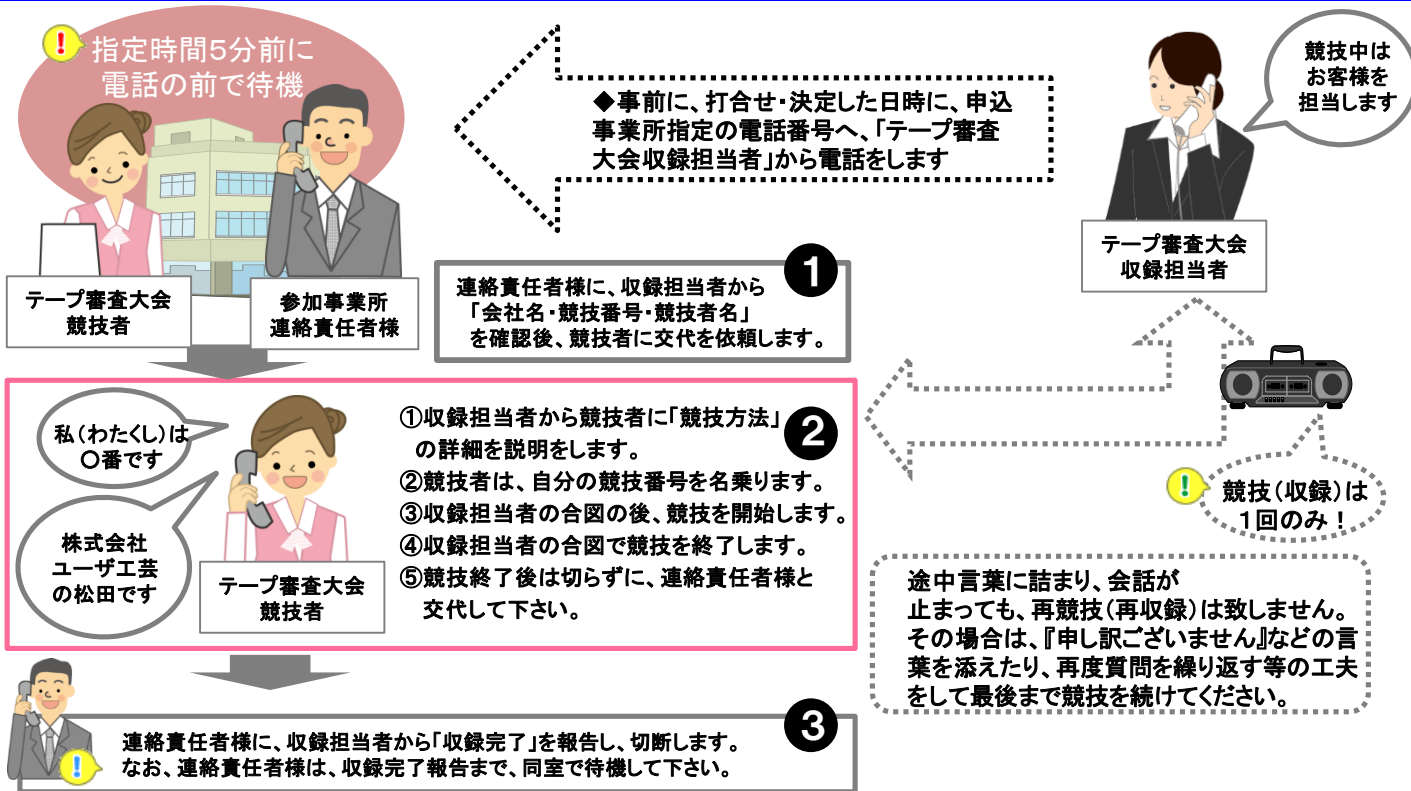 指定時間5分前に
電話の前で待機
◆事前に、打合せ・決定した日時に、申込
事業所指定の電話番号へ、「テープ審査
大会収録担当者」から電話をします
競技中は
お客様を
担当します
テープ審査大会
収録担当者
テープ審査大会
競技者
参加事業所
連絡責任者様
1
連絡責任者様に、収録担当者から
「会社名・競技番号・競技者名」
を確認後、競技者に交代を依頼します。
2
私(わたくし)は
〇番です
株式会社
ユーザ工芸
の松田です
テープ審査大会
競技者
①収録担当者から競技者に「競技方法」
の詳細を説明をします。
②競技者は、自分の競技番号を名乗ります。
③収録担当者の合図の後、競技を開始します。
④収録担当者の合図で競技を終了します。
⑤競技終了後は切らずに、連絡責任者様と
交代して下さい。
競技(収録)は
1回のみ!
途中言葉に詰まり、会話が
止まっても、再競技(再収録)は致しません。
その場合は、『申し訳ございません』などの言
葉を添えたり、再度質問を繰り返す等の工夫
をして最後まで競技を続けてください。
3
連絡責任者様に、収録担当者から「収録完了」を報告し、切断します。
なお、連絡責任者様は、収録完了報告まで、同室で待機して下さい。